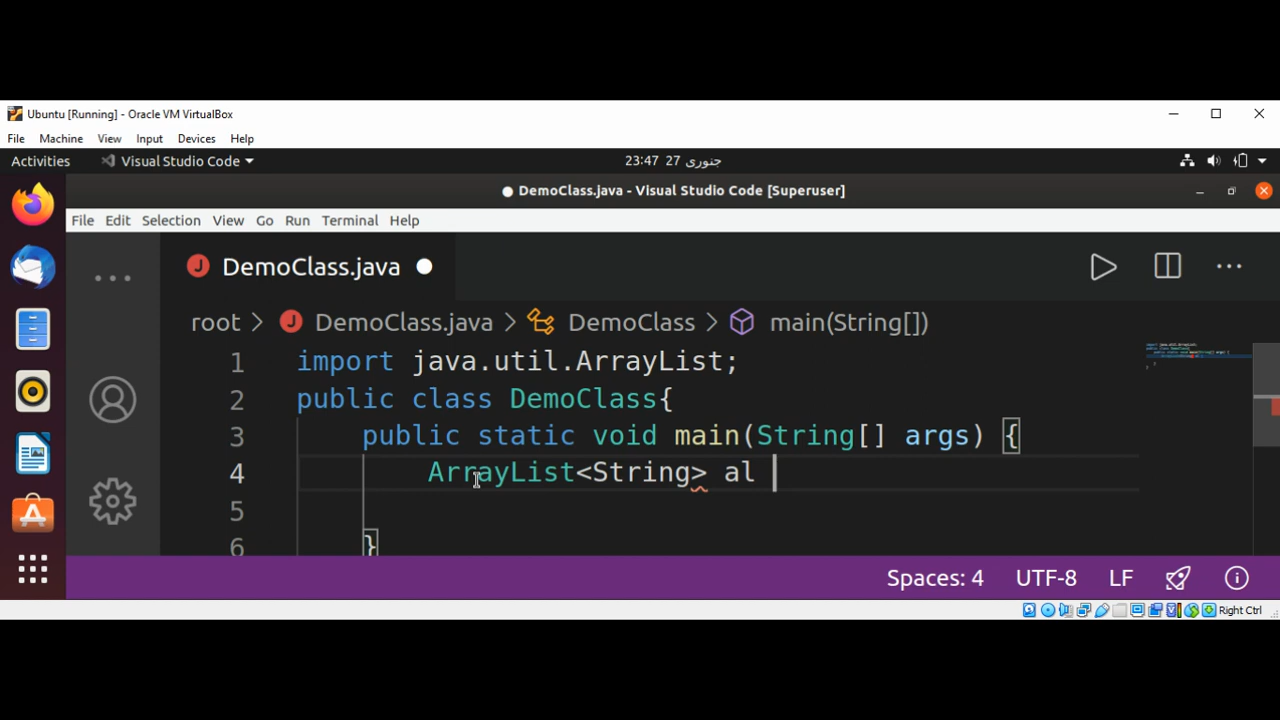 Ubuntu [Running] - Oracle VM VirtualBox
File Machine View Input Devices Help
Activities Visual Studio Code 23:47 27 جنوری
● DemoClass.java - Visual Studio Code [Superuser]
File Edit Selection View Go Run Terminal Help
DemoClass.java
root > DemoClass.java > DemoClass > main(String[])
1 import java.util.ArrayList;
2 public class DemoClass{
3 public static void main(String[] args) {
4 ArrayList<String> al
5
6 }
Spaces: 4 UTF-8 LF
Right Ctrl